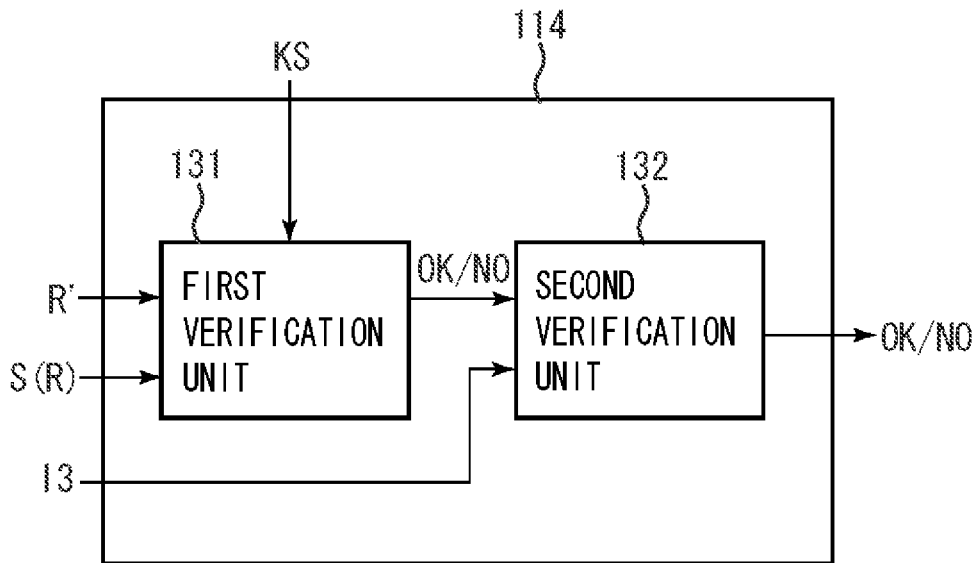 114
KS
131
132
R'
S(R)
I3
FIRST
VERIFICATION
UNIT
OK/NO
SECOND
VERIFICATION
UNIT
OK/NO